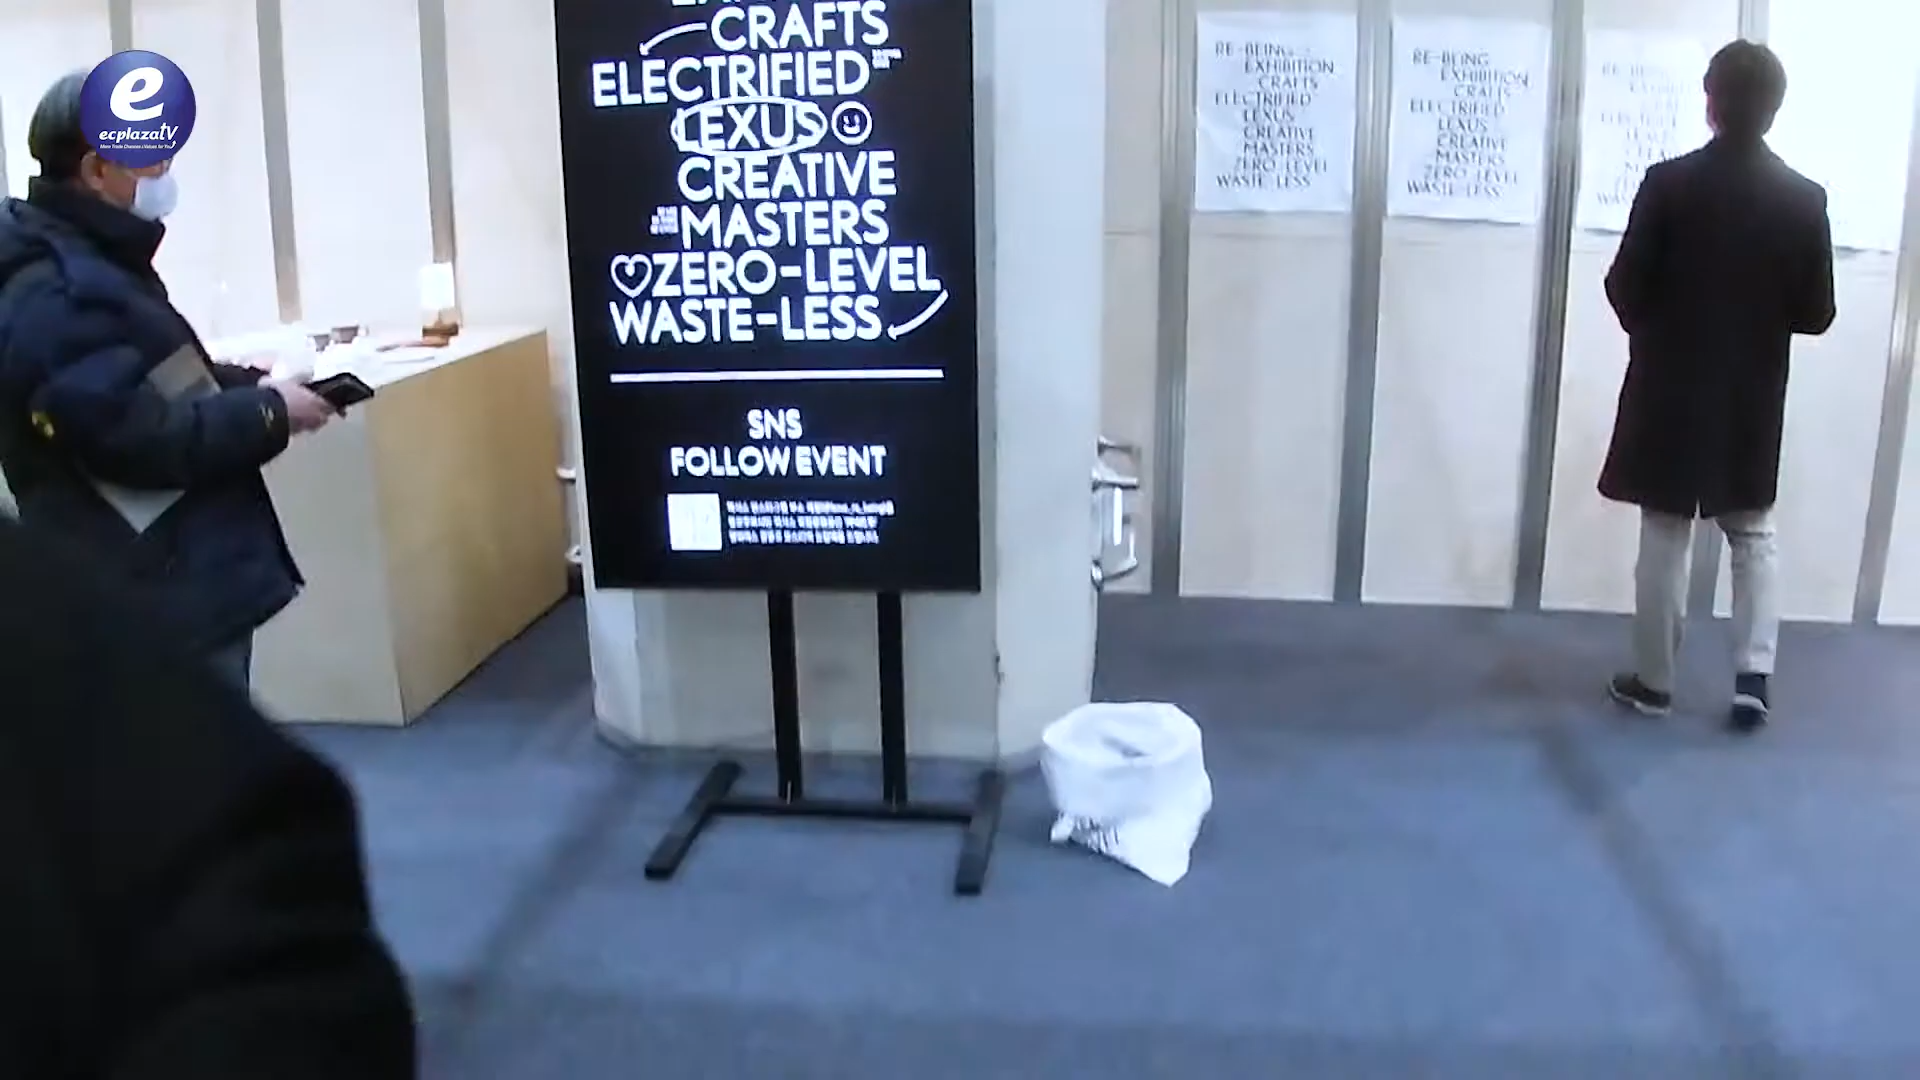 ecplazatv
CRAFTS
ELECTRIFIED
LEXUS
CREATIVE
MASTERS
ZERO-LEVEL
WASTE-LESS
SNS
FOLLOW EVENT
RE-BEING
EXHIBITION
CRAFTS
ELECTRIFIED
LEXUS
CREATIVE
MASTERS
ZERO-LEVEL
WASTE-LESS
RE-BEING
EXHIBITION
CRAFTS
ELECTRIFIED
LEXUS
CREATIVE
MASTERS
ZERO-LEVEL
WASTE-LESS